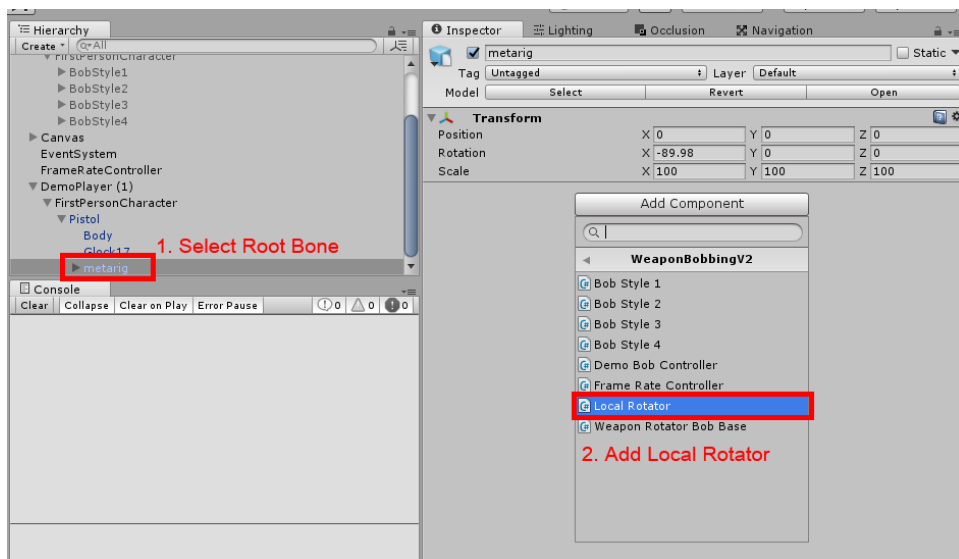 Hierarchy
Create
All
FirstPersonCharacter
BobStyle1
BobStyle2
BobStyle3
BobStyle4
Canvas
EventSystem
FrameRateController
DemoPlayer (1)
FirstPersonCharacter
Pistol
Body
Glock17
1. Select Root Bone
metarig
Console
Clear Collapse Clear on Play Error Pause 0 0 0
Inspector Lighting Occlusion Navigation
metarig Static
Tag Untagged Layer Default
Model Select Revert Open
Transform
Position X 0 Y 0 Z 0
Rotation X -89.98 Y 0 Z 0
Scale X 100 Y 100 Z 100
Add Component
WeaponBobbingV2
Bob Style 1
Bob Style 2
Bob Style 3
Bob Style 4
Demo Bob Controller
Frame Rate Controller
Local Rotator
Weapon Rotator Bob Base
2. Add Local Rotator